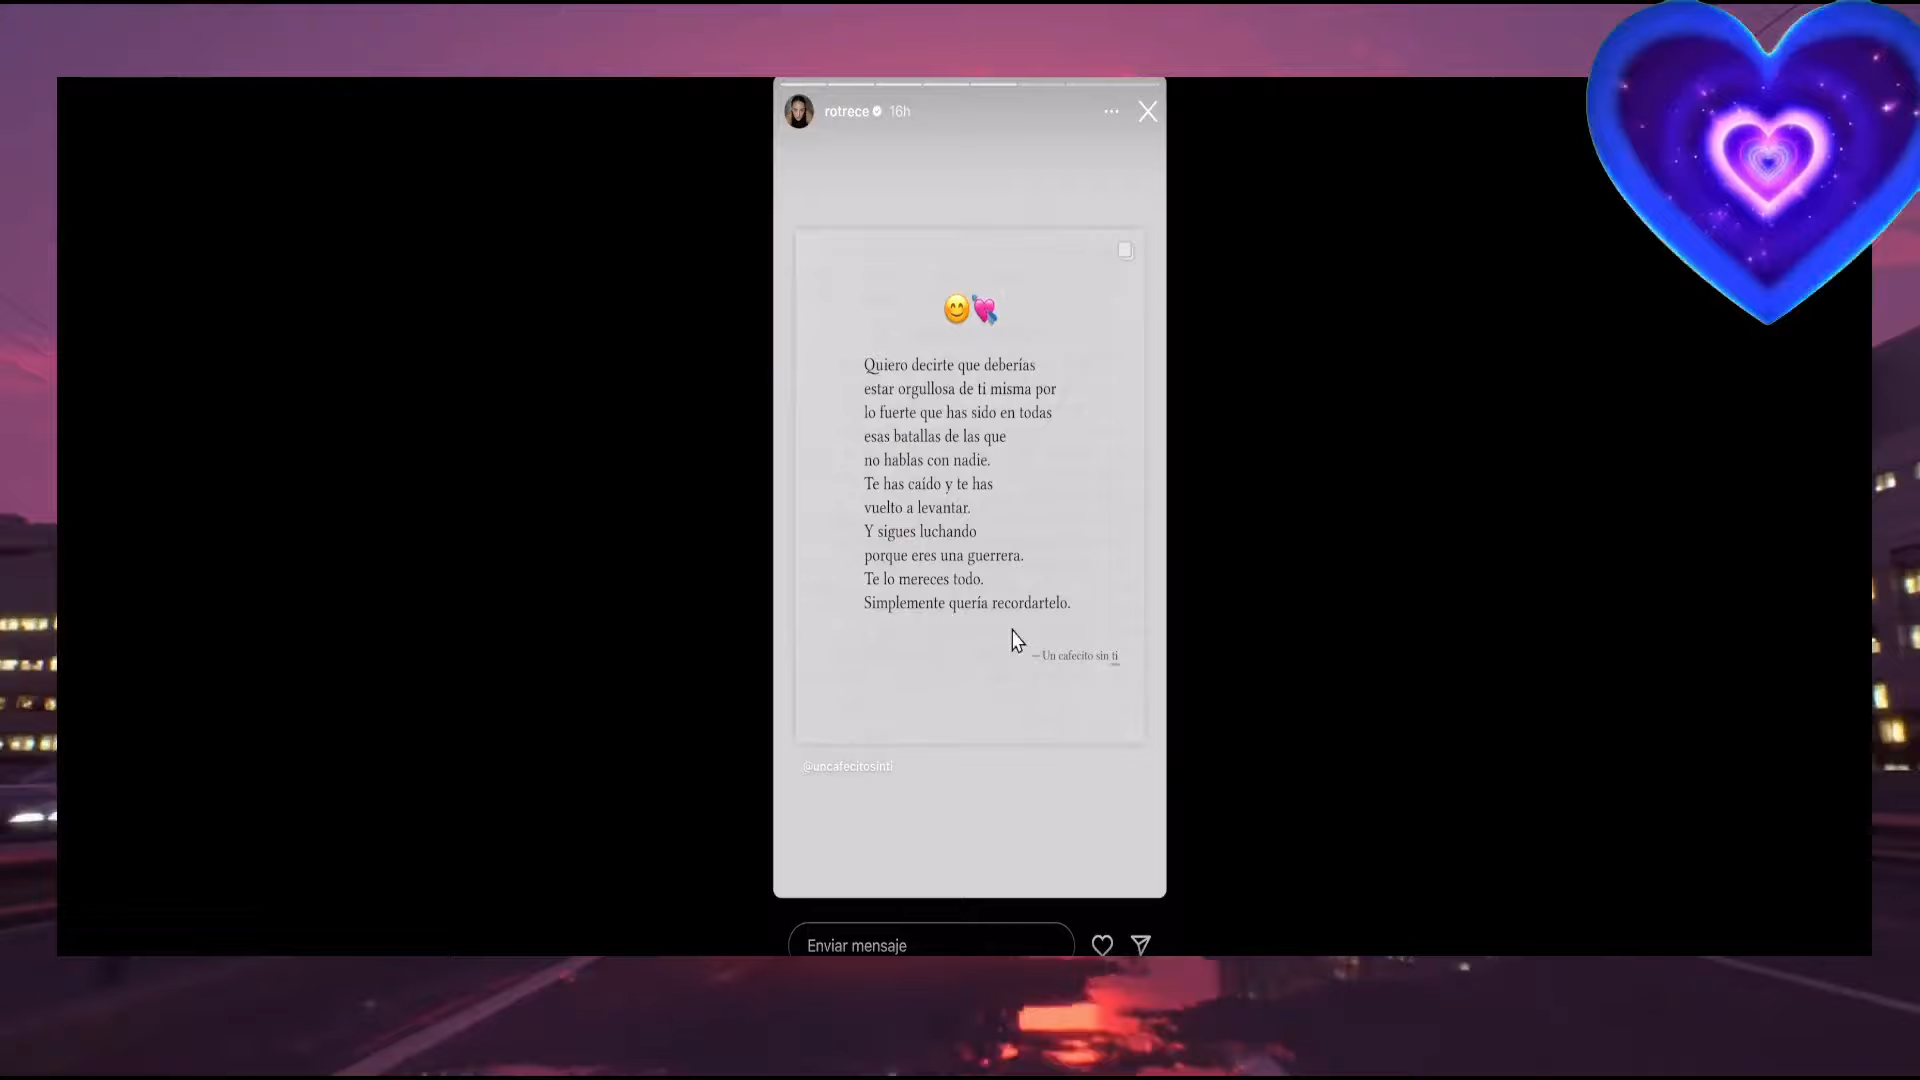 rotrece 16h
Quiero decirte que deberías
estar orgullosa de ti misma por
lo fuerte que has sido en todas
esas batallas de las que
no hablas con nadie.
Te has caído y te has
vuelto a levantar.
Y sigues luchando
porque eres una guerrera.
Te lo mereces todo.
Simplemente quería recordartelo.
— Un cafecito sin ti
@uncafecitosinti
Enviar mensaje